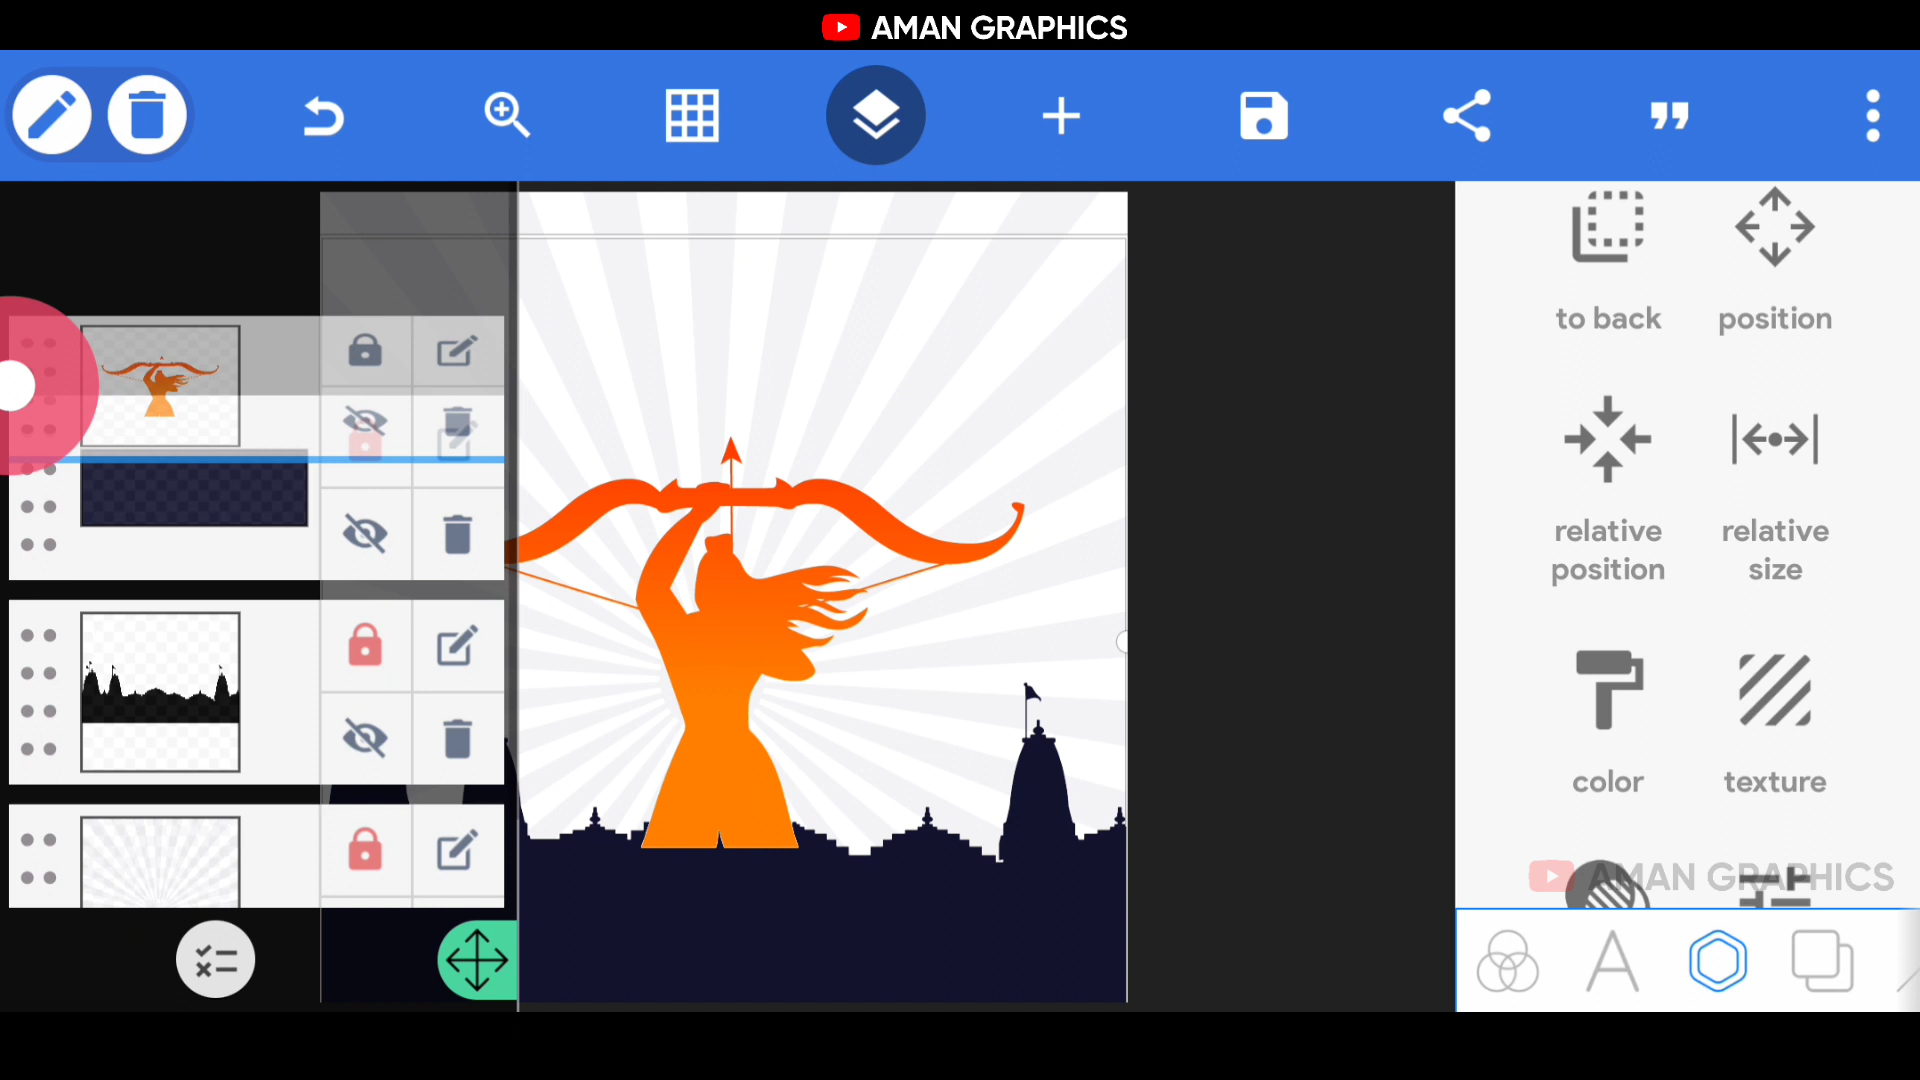 AMAN GRAPHICS
to back
position
relative position
relative size
color
texture
AMAN GRAPHICS